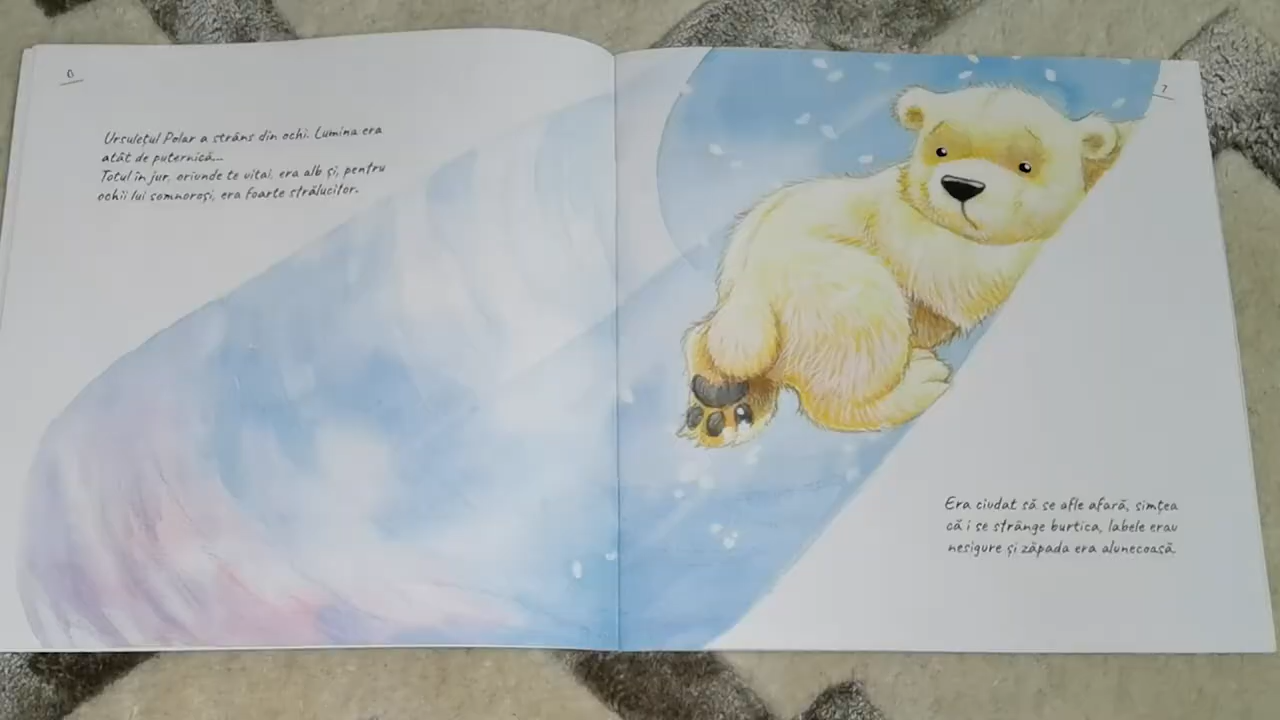 6
Ursulețul Polar a strâns din ochi. Lumina era
atât de puternică...
Totul în jur, oriunde te uitai, era alb și, pentru
ochii lui somnoroși, era foarte strălucitor.
7
Era ciudat să se afle afară, simțea
că i se strânge burtica, labele erau
nesigure și zăpada era alunecoasă.